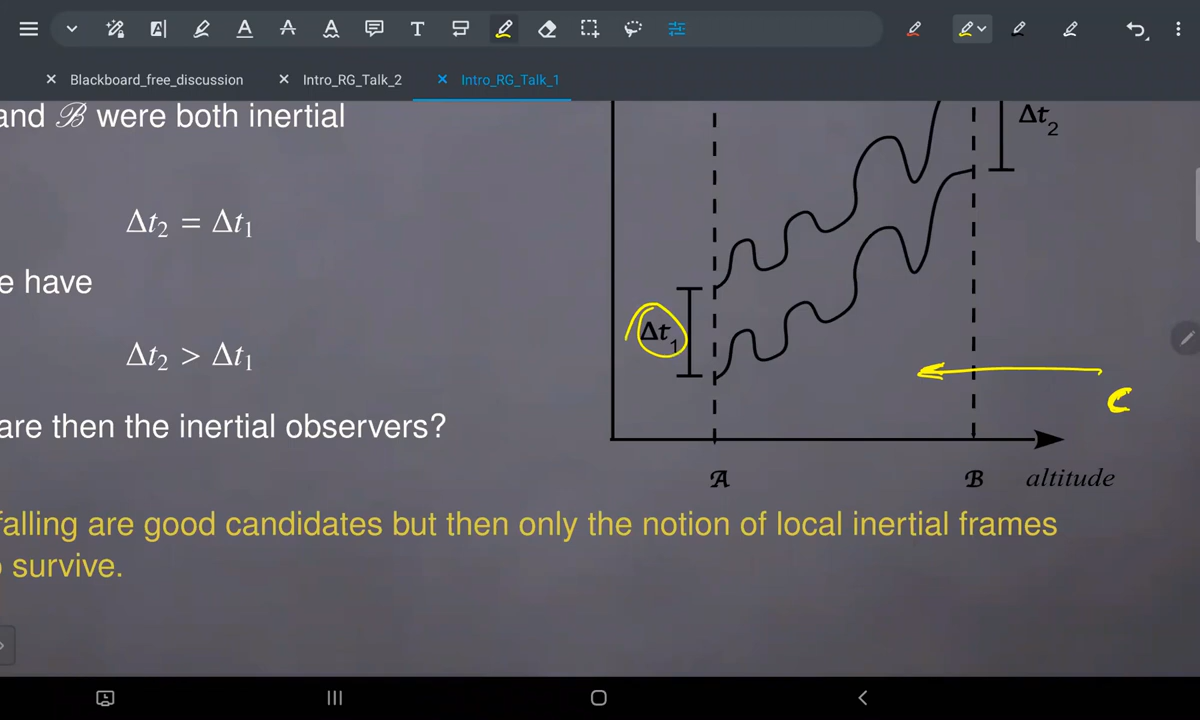 Blackboard_free_discussion Intro_RG_Talk_2 Intro_RG_Talk_1
and ℬ were both inertial
Δt₂ = Δt₁
e have
Δt₂ > Δt₁
are then the inertial observers?
Δt₂
Δt₁
C
𝒜 ℬ altitude
falling are good candidates but then only the notion of local inertial frames
survive.